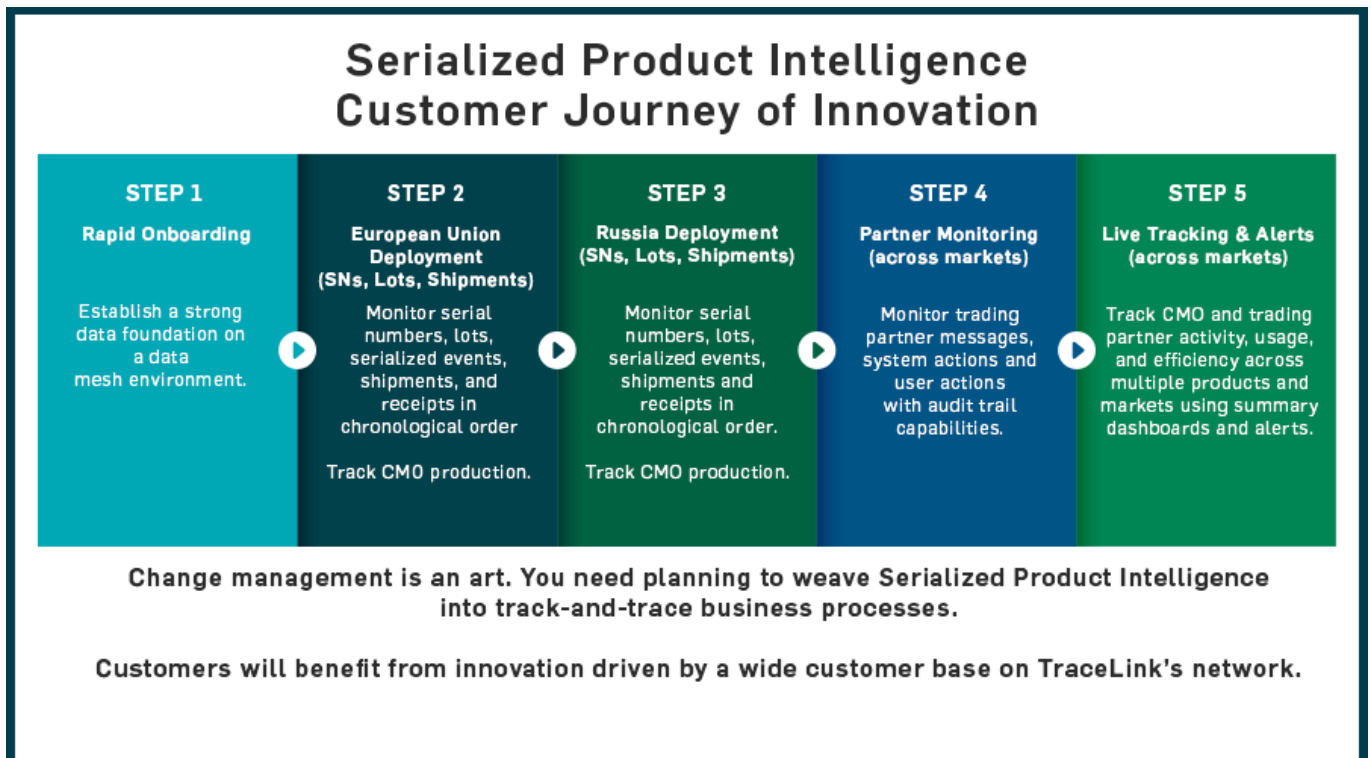 Serialized Product Intelligence
Customer Journey of Innovation
STEP 1
Rapid Onboarding
Establish a strong
data foundation on
a data
mesh environment.
STEP 2
European Union
Deployment
(SNs, Lots, Shipments)
Monitor serial
numbers, lots,
serialized events,
shipments, and
receipts in
chronological order
Track CMO production.
STEP 3
Russia Deployment
(SNs, Lots, Shipments)
Monitor serial
numbers, lots,
serialized events,
shipments and
receipts in
chronological order.
Track CMO production.
STEP 4
Partner Monitoring
(across markets)
Monitor trading
partner messages,
system actions and
user actions
with audit trail
capabilities.
STEP 5
Live Tracking & Alerts
(across markets)
Track CMO and trading
partner activity, usage,
and efficiency across
multiple products and
markets using summary
dashboards and alerts.
Change management is an art. You need planning to weave Serialized Product Intelligence
into track-and-trace business processes.
Customers will benefit from innovation driven by a wide customer base on TraceLink's network.